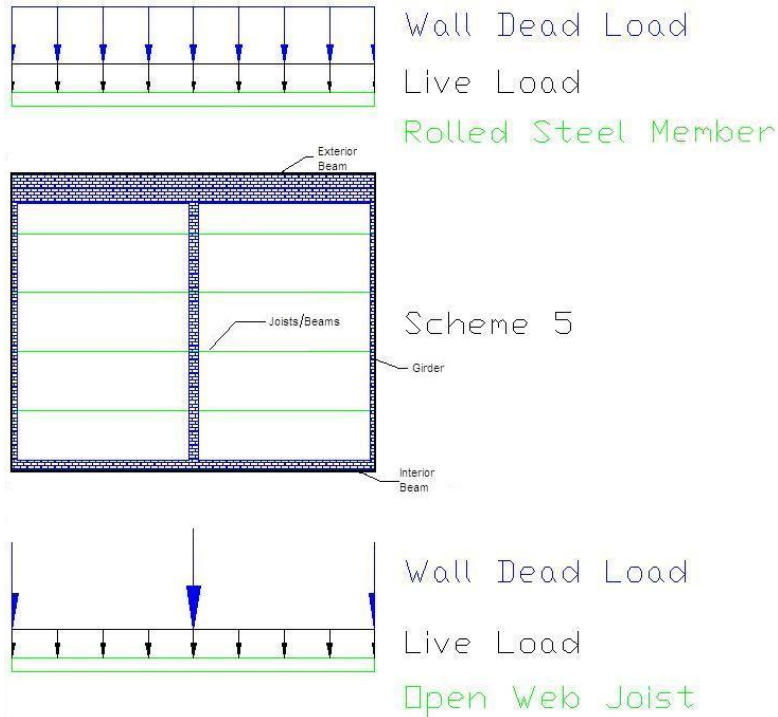 Wall Dead Load
Live Load
Rolled Steel Member
Exterior
Beam
Joists/Beams
Scheme 5
Girder
Interior
Beam
Wall Dead Load
Live Load
Open Web Joist